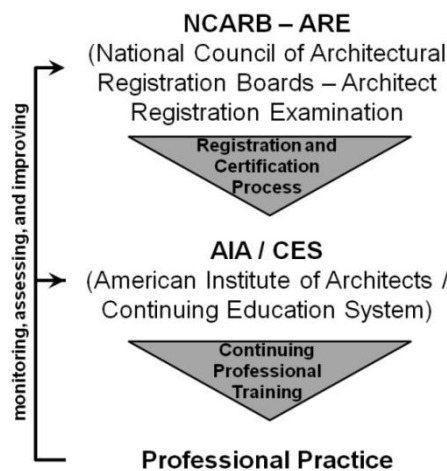 NCARB – ARE
(National Council of Architectural
Registration Boards – Architect
Registration Examination
Registration and
Certification
Process
AIA / CES
(American Institute of Architects /
Continuing Education System)
Continuing
Professional
Training
Professional Practice
monitoring, assessing, and improving